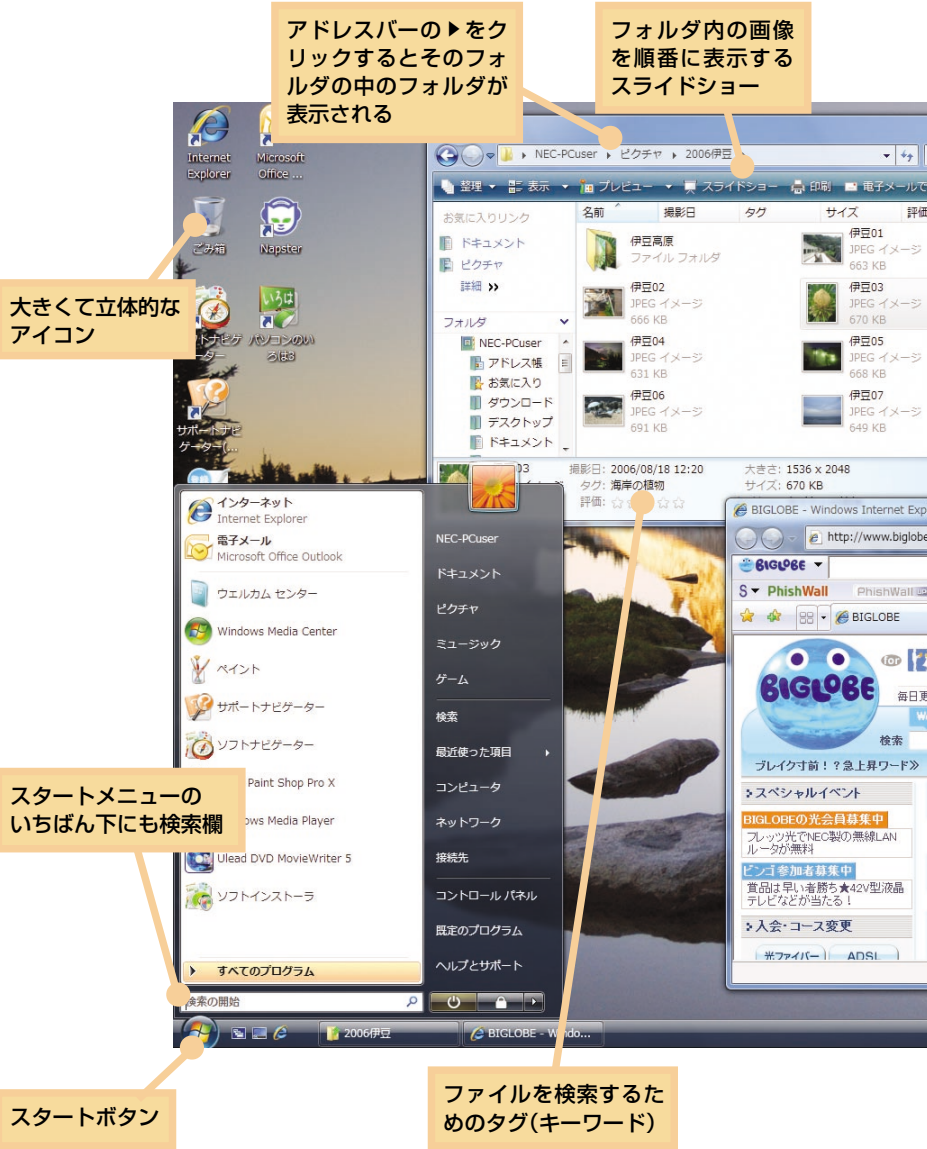 アドレスバーの▶をク
リックするとそのフォ
ルダの中のフォルダが
表示される
フォルダ内の画像
を順番に表示する
スライドショー
Internet
Explorer
Microsoft
Office ...
ごみ箱
Napster
大きくて立体的な
アイコン
パソコンのい
ろは3
サポートナビ
ゲーター(...
NEC-PCuser ▸ ピクチャ ▸ 2006伊豆
整理 表示 プレビュー スライドショー 印刷 電子メールで
お気に入りリンク
ドキュメント
ピクチャ
詳細 »
フォルダ
NEC-PCuser
アドレス帳
お気に入り
ダウンロード
デスクトップ
ドキュメント
名前 撮影日 タグ サイズ 評価
伊豆高原
ファイル フォルダ
伊豆01
JPEG イメージ
663 KB
伊豆02
JPEG イメージ
666 KB
伊豆03
JPEG イメージ
670 KB
伊豆04
JPEG イメージ
631 KB
伊豆05
JPEG イメージ
668 KB
伊豆06
JPEG イメージ
691 KB
伊豆07
JPEG イメージ
649 KB
撮影日: 2006/08/18 12:20
タグ: 海岸の植物
評価: ☆☆☆☆☆
大きさ: 1536 x 2048
サイズ: 670 KB
インターネット
Internet Explorer
電子メール
Microsoft Office Outlook
ウエルカム センター
Windows Media Center
ペイント
サポートナビゲーター
ソフトナビゲーター
Paint Shop Pro X
ows Media Player
Ulead DVD MovieWriter 5
ソフトインストーラ
すべてのプログラム
検索の開始
NEC-PCuser
ドキュメント
ピクチャ
ミュージック
ゲーム
検索
最近使った項目
コンピュータ
ネットワーク
接続先
コントロール パネル
既定のプログラム
ヘルプとサポート
BIGLOBE - Windows Internet Exp
http://www.biglobe
BIGLOBE
PhishWall PhishWall
BIGLOBE
BIGLOBE for
毎日更
検索
ブレイク寸前！？急上昇ワード≫
スペシャルイベント
BIGLOBEの光会員募集中
フレッツ光でNEC製の無線LAN
ルータが無料
ビンゴ参加者募集中
賞品は早い者勝ち★42V型液晶
テレビなどが当たる！
入会・コース変更
光ファイバー ADSL
スタートメニューの
いちばん下にも検索欄
2006伊豆
BIGLOBE - Windo...
スタートボタン
ファイルを検索するた
めのタグ(キーワード)